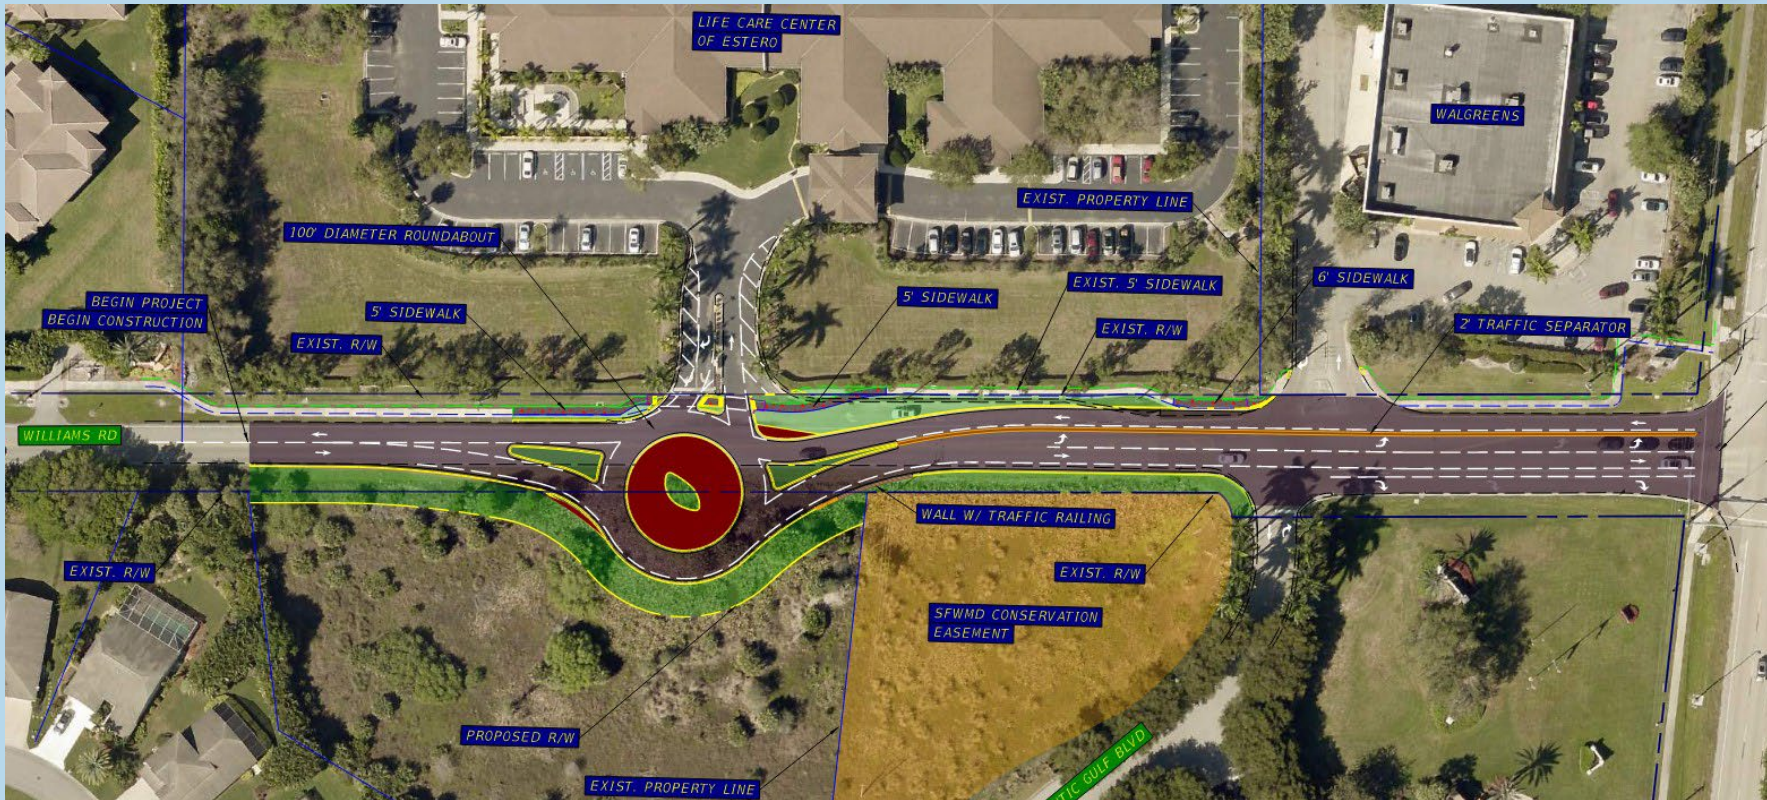 LIFE CARE CENTER
OF ESTERO
WALGREENS
EXIST. PROPERTY LINE
100' DIAMETER ROUNDABOUT
BEGIN PROJECT
BEGIN CONSTRUCTION
5' SIDEWALK
EXIST. R/W
5' SIDEWALK
EXIST. 5' SIDEWALK
6' SIDEWALK
EXIST. R/W
2' TRAFFIC SEPARATOR
WILLIAMS RD
WALL W/ TRAFFIC RAILING
EXIST. R/W
EXIST. R/W
SFWMD CONSERVATION
EASEMENT
PROPOSED R/W
EXIST. PROPERTY LINE
TIC GULF BLVD